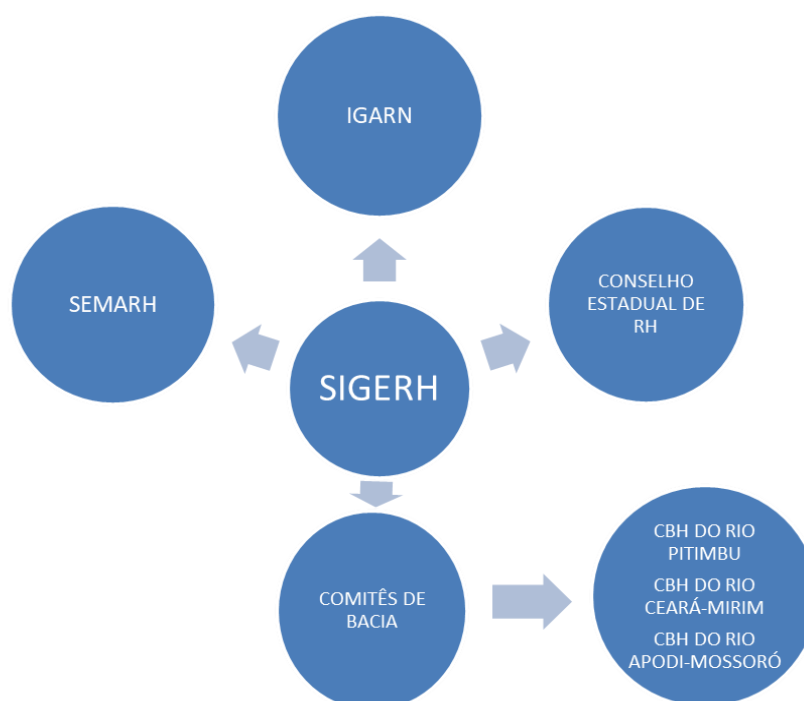 IGARN
SEMARH
CONSELHO
ESTADUAL DE
RH
SIGERH
COMITÊS DE
BACIA
CBH DO RIO
PITIMBU
CBH DO RIO
CEARÁ-MIRIM
CBH DO RIO
APODI-MOSSORÓ